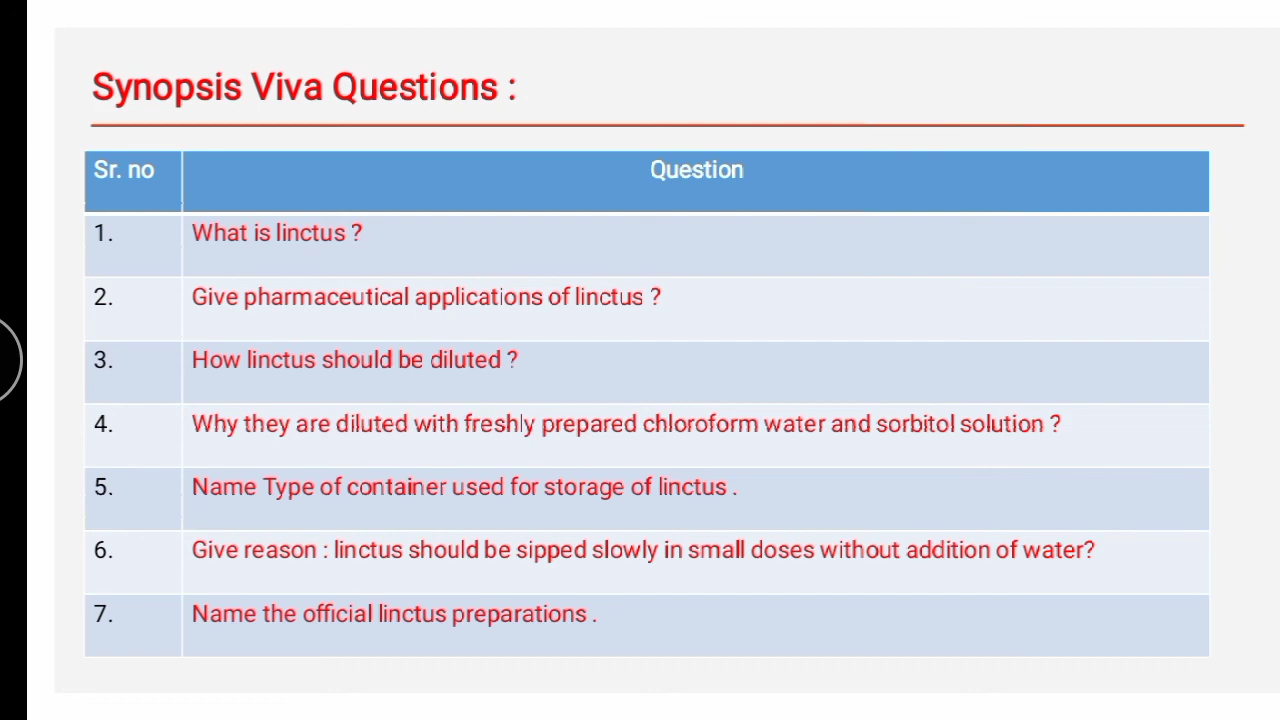 Synopsis Viva Questions :
Sr. no Question
1. What is linctus ?
2. Give pharmaceutical applications of linctus ?
3. How linctus should be diluted ?
4. Why they are diluted with freshly prepared chloroform water and sorbitol solution ?
5. Name Type of container used for storage of linctus .
6. Give reason : linctus should be sipped slowly in small doses without addition of water?
7. Name the official linctus preparations .